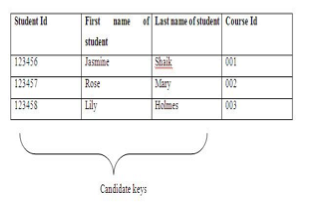 Student Id First name of student Last name of student Course Id
123456 Jasmine Shaik 001
123457 Rose Mary 002
123458 Lily Holmes 003
Candidate keys